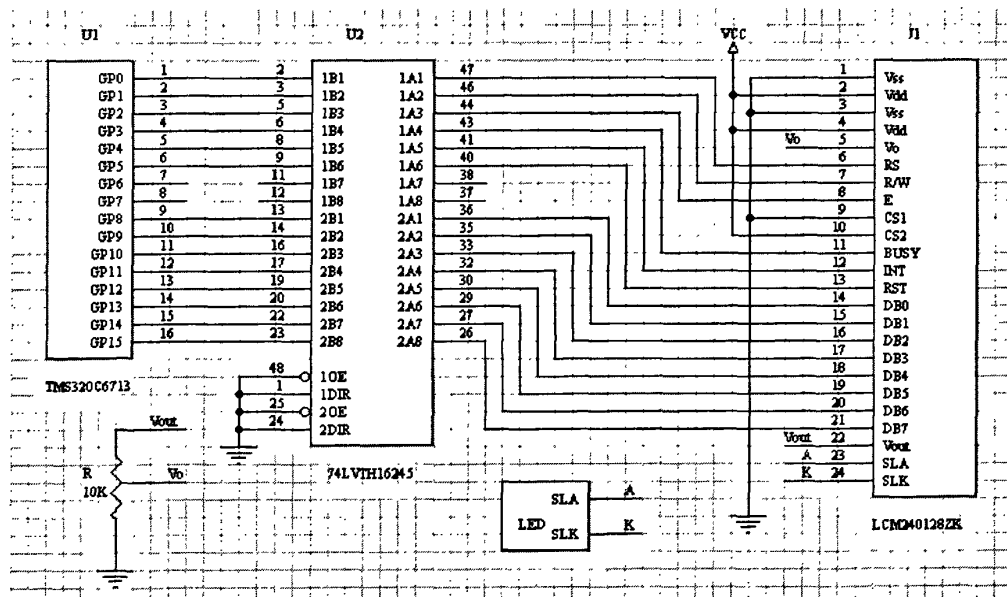 U1 U2 VCC J1
GP0 1 2 1B1 1A1 47 1 Vss
GP1 2 3 1B2 1A2 46 2 Vdd
GP2 3 5 1B3 1A3 44 3 Vss
GP3 4 6 1B4 1A4 43 4 Vdd
GP4 5 8 1B5 1A5 41 Vo 5 Vo
GP5 6 9 1B6 1A6 40 6 RS
GP6 7 11 1B7 1A7 38 7 R/W
GP7 8 12 1B8 1A8 37 8 E
GP8 9 13 2B1 2A1 36 9 CS1
GP9 10 14 2B2 2A2 35 10 CS2
GP10 11 16 2B3 2A3 33 11 BUSY
GP11 12 17 2B4 2A4 32 12 INT
GP12 13 19 2B5 2A5 30 13 RST
GP13 14 20 2B6 2A6 29 14 DB0
GP14 15 22 2B7 2A7 27 15 DB1
GP15 16 23 2B8 2A8 26 16 DB2
17 DB3
48 1OE 18 DB4
TMS320C6713 1 1DIR 19 DB5
25 2OE 20 DB6
24 2DIR 21 DB7
Vout Vout 22 Vout
A 23 SLA
R Vo 74LVTH16245 K 24 SLK
10K
SLA A
LED LCM240128ZK
SLK K